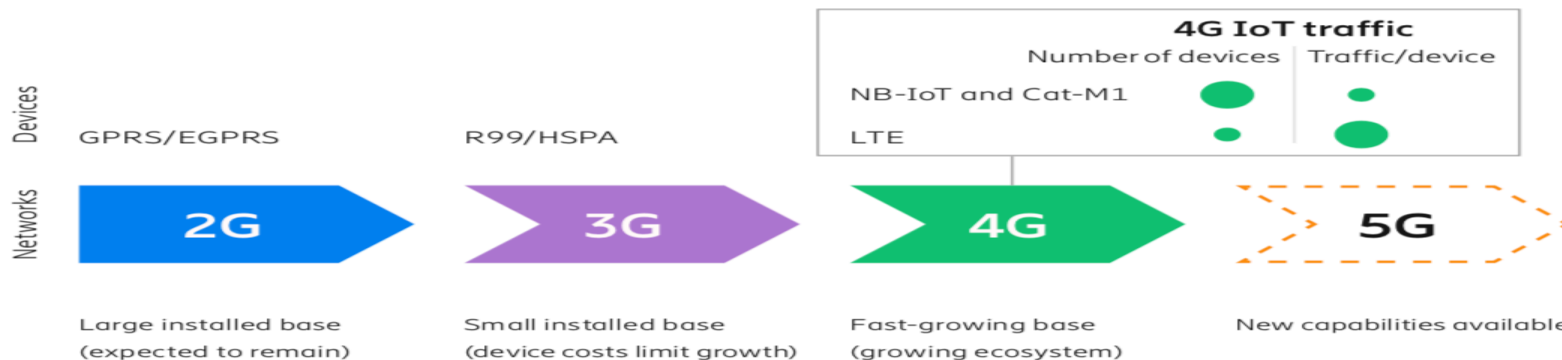 4G IoT traffic
Number of devices Traffic/device
NB-IoT and Cat-M1
LTE
Devices
GPRS/EGPRS
R99/HSPA
Networks
2G
3G
4G
5G
Large installed base
(expected to remain)
Small installed base
(device costs limit growth)
Fast-growing base
(growing ecosystem)
New capabilities available